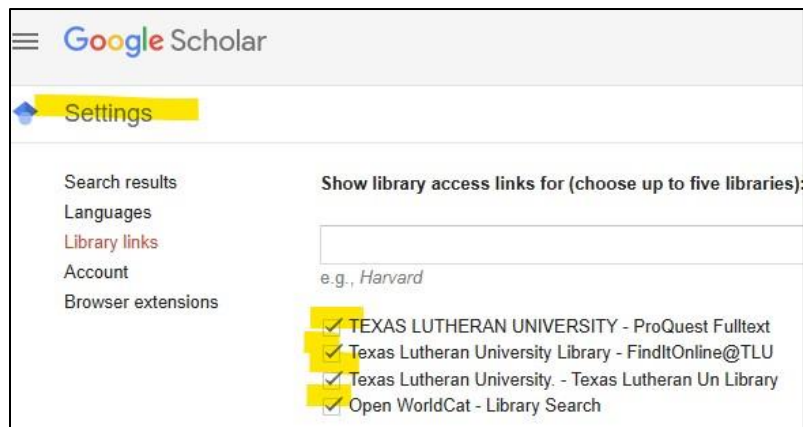 Google Scholar
Settings
Search results
Languages
Library links
Account
Browser extensions
Show library access links for (choose up to five libraries):
e.g., Harvard
TEXAS LUTHERAN UNIVERSITY - ProQuest Fulltext
Texas Lutheran University Library - FindItOnline@TLU
Texas Lutheran University. - Texas Lutheran Un Library
Open WorldCat - Library Search